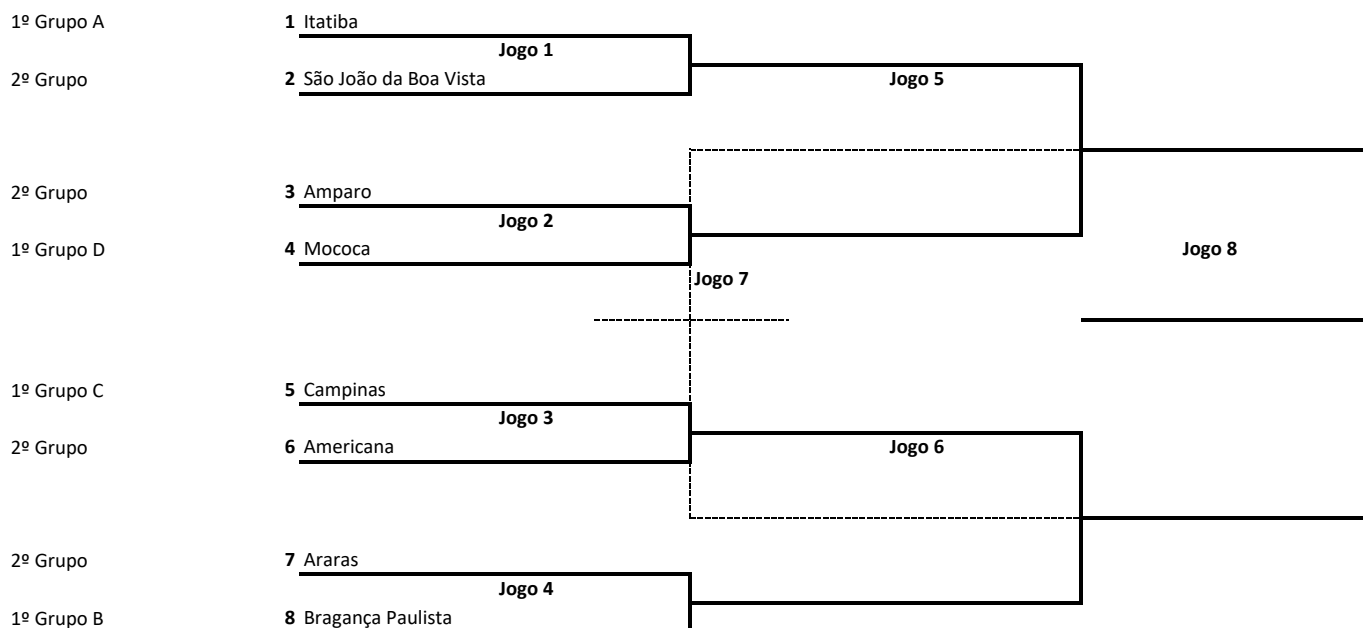 1º Grupo A 1 Itatiba
Jogo 1
2º Grupo 2 São João da Boa Vista Jogo 5
2º Grupo 3 Amparo
Jogo 2
1º Grupo D 4 Mococa Jogo 8
Jogo 7
1º Grupo C 5 Campinas
Jogo 3
2º Grupo 6 Americana Jogo 6
2º Grupo 7 Araras
Jogo 4
1º Grupo B 8 Bragança Paulista